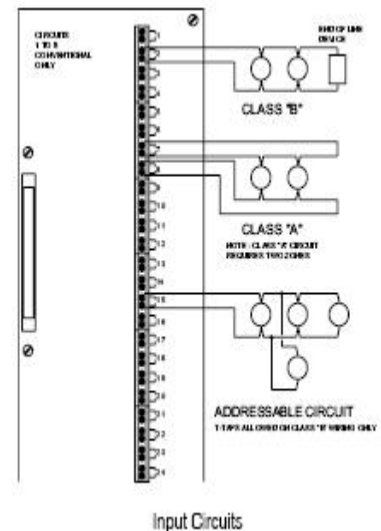 CIRCUITS
1 TO 8
CONVENTIONAL
ONLY
END OF LINE
DEVICE
CLASS "B"
CLASS "A"
NOTE : CLASS "A" CIRCUIT
REQUIRES TWO ZONES
9
10
11
12
13
14
15
16
17
18
19
20
21
22
23
ADDRESSABLE CIRCUIT
T-TAPS ALLOWED ON CLASS "B" WIRING ONLY
Input Circuits